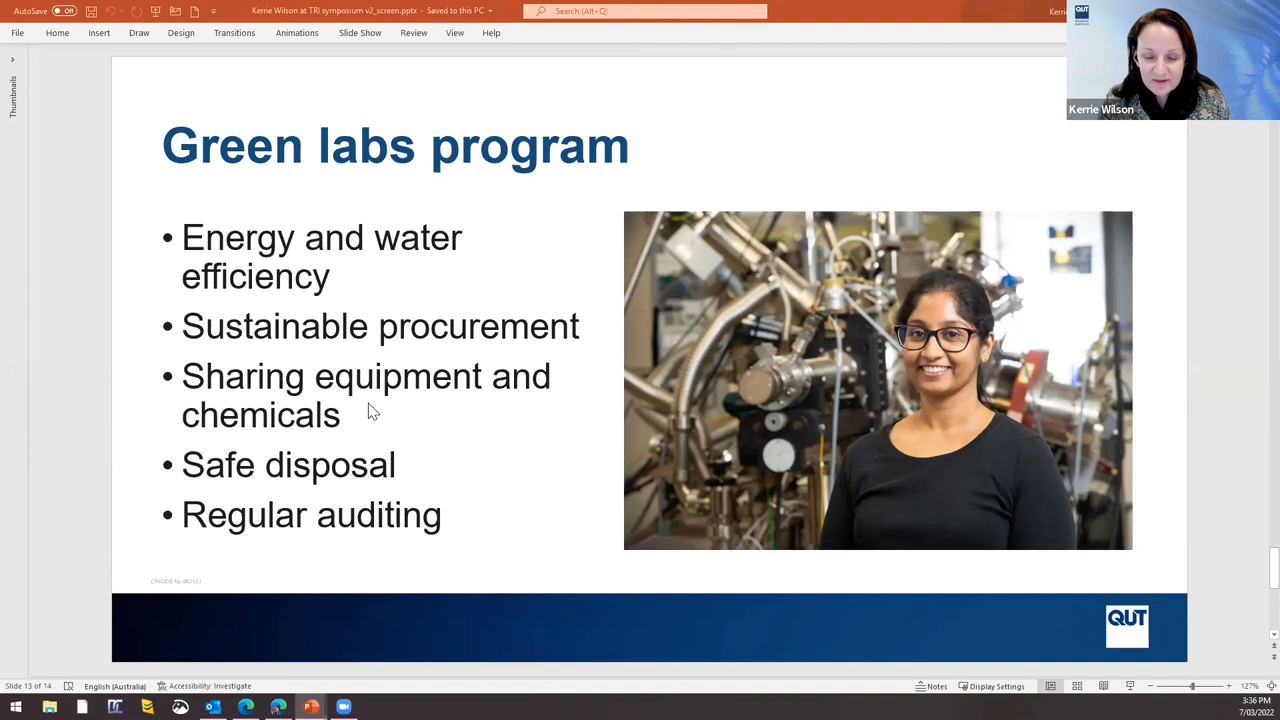 AutoSave Off Kerrie Wilson at TRI symposium v2_screen.pptx - Saved to this PC Search (Alt+Q) Kerrie
File Home Insert Draw Design Transitions Animations Slide Show Review View Help
QUT
Kerrie Wilson
Thumbnails
Green labs program
• Energy and water
efficiency
• Sustainable procurement
• Sharing equipment and
chemicals
• Safe disposal
• Regular auditing
QUT
Slide 13 of 14 English (Australia) Accessibility: Investigate Notes Display Settings 127%
3:36 PM
7/03/2022